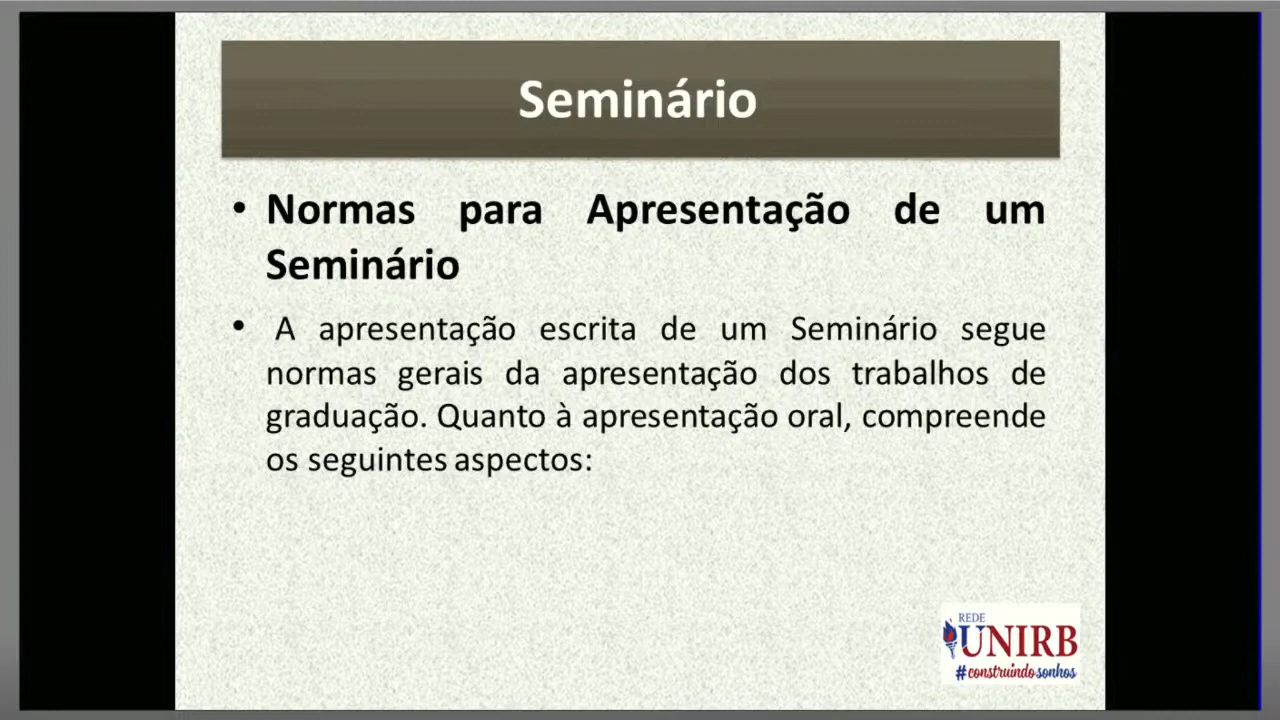 Seminário
• Normas para Apresentação de um
Seminário
• A apresentação escrita de um Seminário segue
normas gerais da apresentação dos trabalhos de
graduação. Quanto à apresentação oral, compreende
os seguintes aspectos:
REDE
UNIRB
#construindosonhos